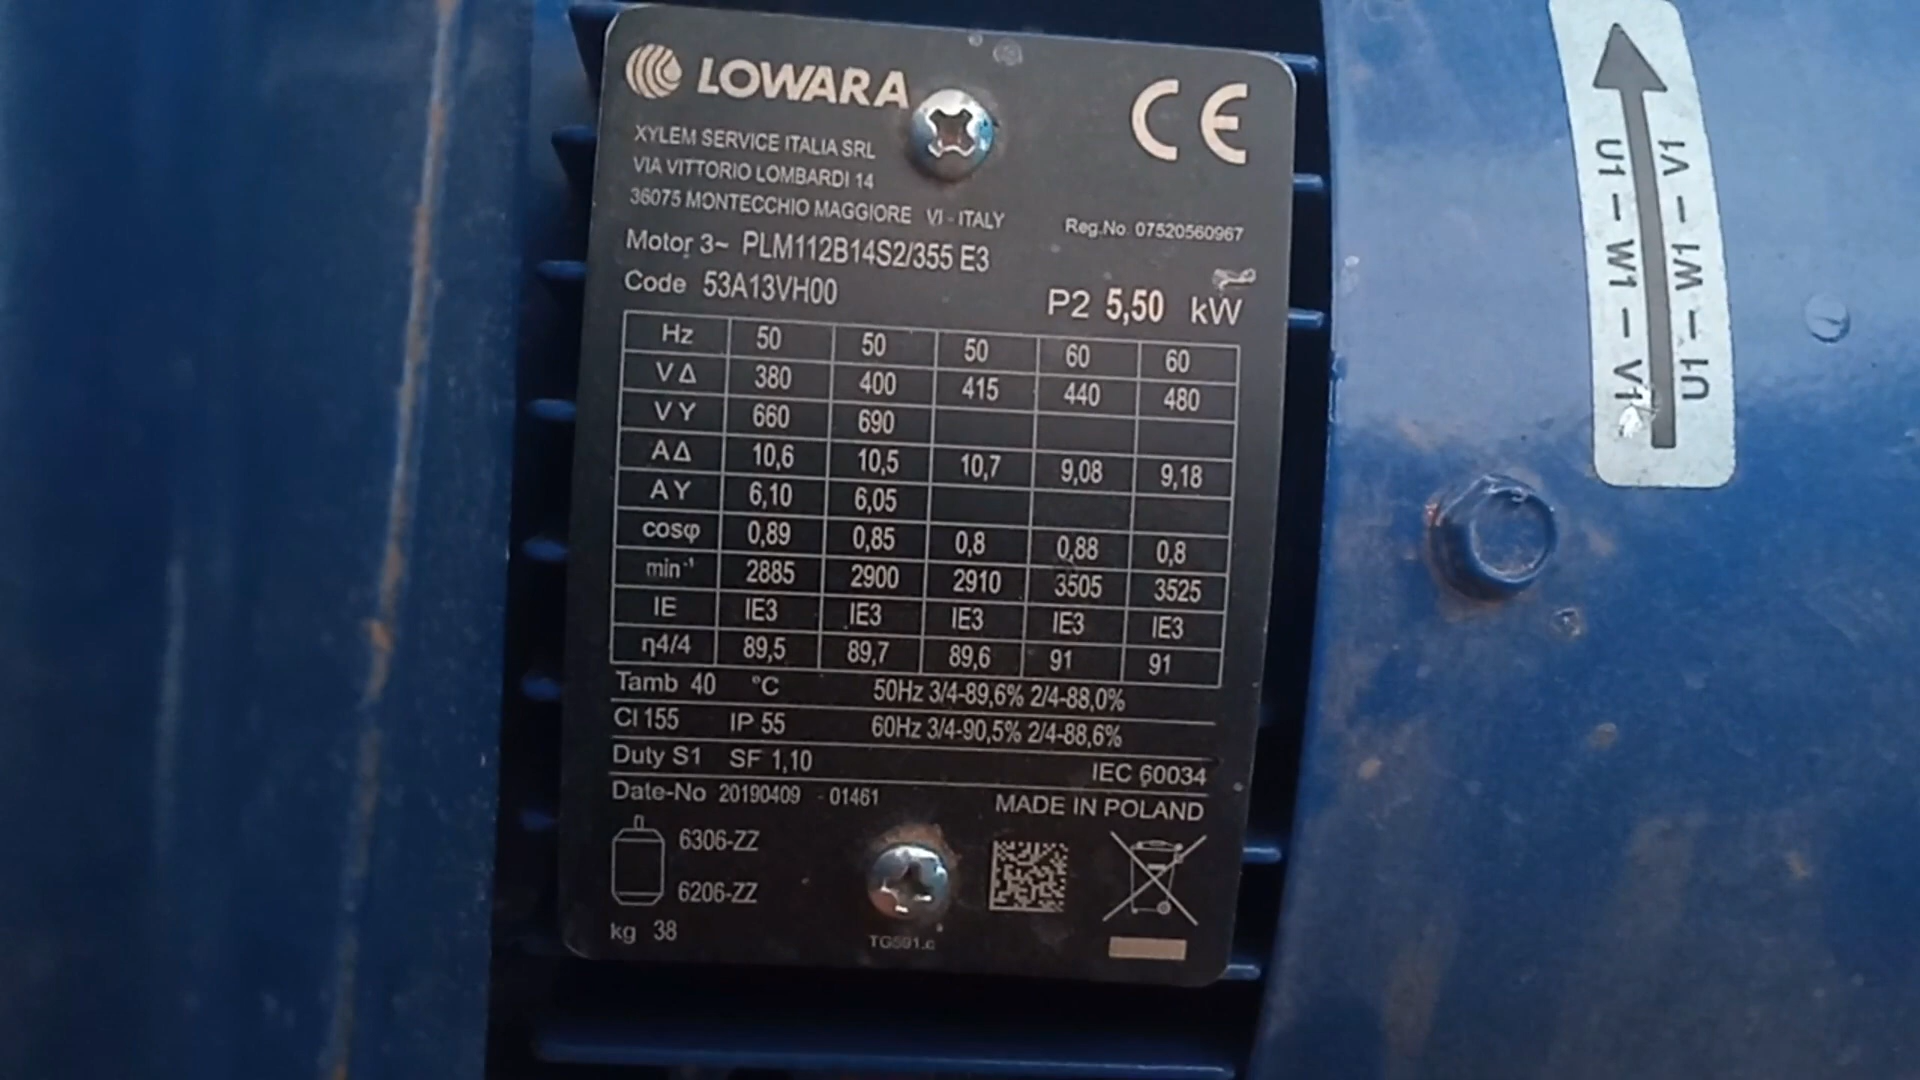 LOWARA
CE
XYLEM SERVICE ITALIA SRL
VIA VITTORIO LOMBARDI 14
36075 MONTECCHIO MAGGIORE VI - ITALY
Reg.No. 07520560967
Motor 3~ PLM112B14S2/355 E3
Code 53A13VH00
P2 5,50 kW
Hz 50 50 50 60 60
V Δ 380 400 415 440 480
V Y 660 690
A Δ 10,6 10,5 10,7 9,08 9,18
A Y 6,10 6,05
cosφ 0,89 0,85 0,8 0,88 0,8
min⁻¹ 2885 2900 2910 3505 3525
IE IE3 IE3 IE3 IE3 IE3
η4/4 89,5 89,7 89,6 91 91
Tamb 40 °C 50Hz 3/4-89,6% 2/4-88,0%
Cl 155 IP 55 60Hz 3/4-90,5% 2/4-88,6%
Duty S1 SF 1,10 IEC 60034
Date-No 20190409 - 01461
MADE IN POLAND
6306-ZZ
6206-ZZ
kg 38
TG591.c
U1 - W1 - V1
U1 - W1 - V1